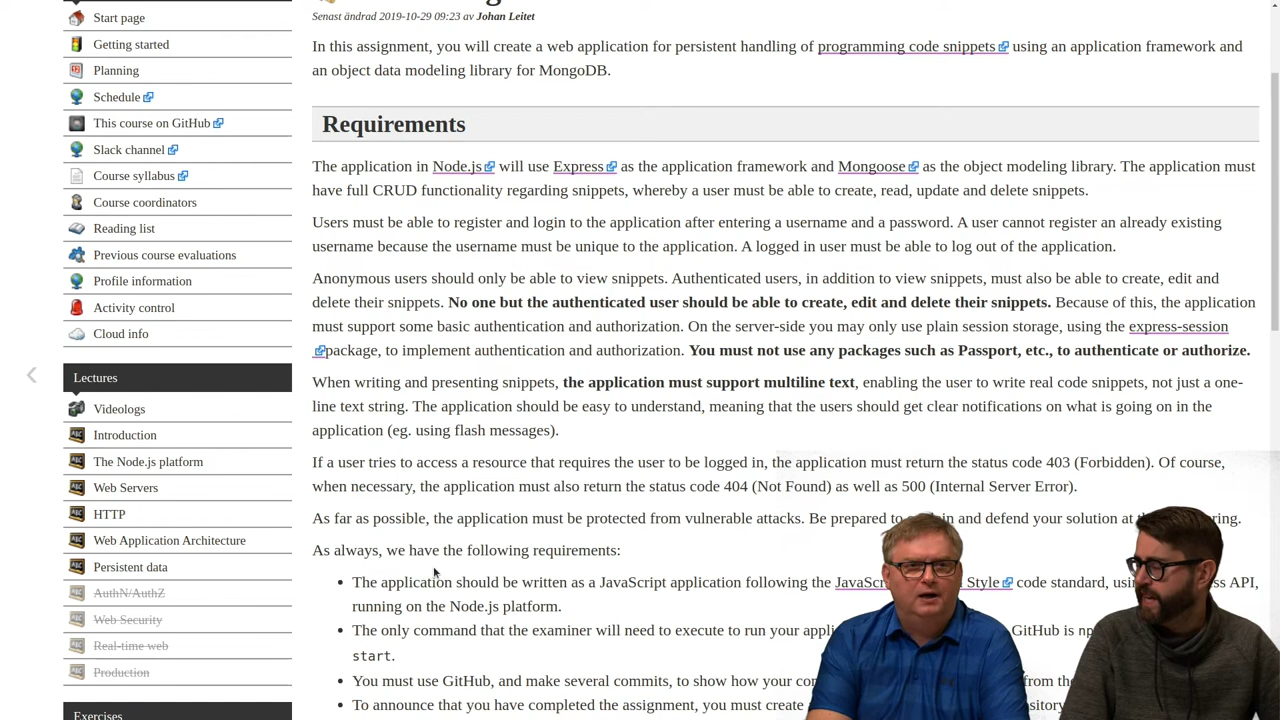 Start page
Getting started
Planning
Schedule
This course on GitHub
Slack channel
Course syllabus
Course coordinators
Reading list
Previous course evaluations
Profile information
Activity control
Cloud info
Lectures
Videologs
Introduction
The Node.js platform
Web Servers
HTTP
Web Application Architecture
Persistent data
AuthN/AuthZ
Web Security
Real-time web
Production
Exercises
Senast ändrad 2019-10-29 09:23 av Johan Leitet
In this assignment, you will create a web application for persistent handling of programming code snippets using an application framework and
an object data modeling library for MongoDB.
Requirements
The application in Node.js will use Express as the application framework and Mongoose as the object modeling library. The application must
have full CRUD functionality regarding snippets, whereby a user must be able to create, read, update and delete snippets.
Users must be able to register and login to the application after entering a username and a password. A user cannot register an already existing
username because the username must be unique to the application. A logged in user must be able to log out of the application.
Anonymous users should only be able to view snippets. Authenticated users, in addition to view snippets, must also be able to create, edit and
delete their snippets. No one but the authenticated user should be able to create, edit and delete their snippets. Because of this, the application
must support some basic authentication and authorization. On the server-side you may only use plain session storage, using the express-session
package, to implement authentication and authorization. You must not use any packages such as Passport, etc., to authenticate or authorize.
When writing and presenting snippets, the application must support multiline text, enabling the user to write real code snippets, not just a one-
line text string. The application should be easy to understand, meaning that the users should get clear notifications on what is going on in the
application (eg. using flash messages).
If a user tries to access a resource that requires the user to be logged in, the application must return the status code 403 (Forbidden). Of course,
when necessary, the application must also return the status code 404 (Not Found) as well as 500 (Internal Server Error).
As far as possible, the application must be protected from vulnerable attacks. Be prepared to in and defend your solution at
As always, we have the following requirements:
The application should be written as a JavaScript application following the Style code standard, API,
running on the Node.js platform.
The only command that the examiner will need to execute to run your GitHub is
start.
You must use GitHub, and make several commits, to show how your from the
To announce that you have completed the assignment, you must create